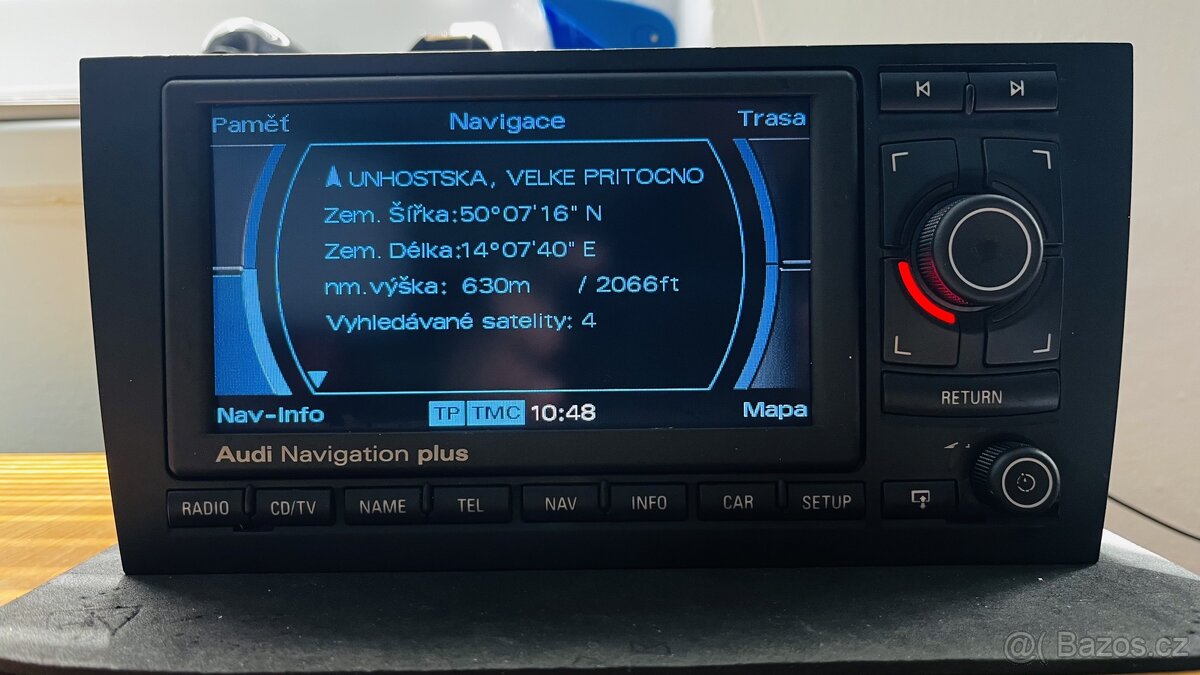 Paměť Navigace Trasa
UNHOSTSKA, VELKE PRITOCNO
Zem. Šířka:50°07'16" N
Zem. Délka:14°07'40" E
nm.výška: 630m / 2066ft
Vyhledávané satelity: 4
Nav-Info TP TMC 10:48 Mapa
Audi Navigation plus
RETURN
RADIO CD/TV NAME TEL NAV INFO CAR SETUP
@( Bazos.cz